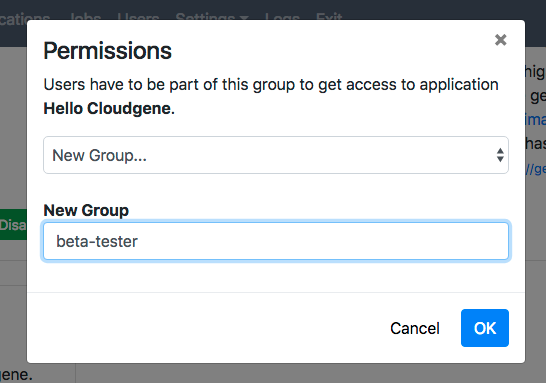 cations Jobs Users Settings Logs Exit
Permissions
×
Users have to be part of this group to get access to application
Hello Cloudgene.
New Group...
New Group
beta-tester
Cancel
OK
hig
ge
ima
has
//ge
Disa
gene.